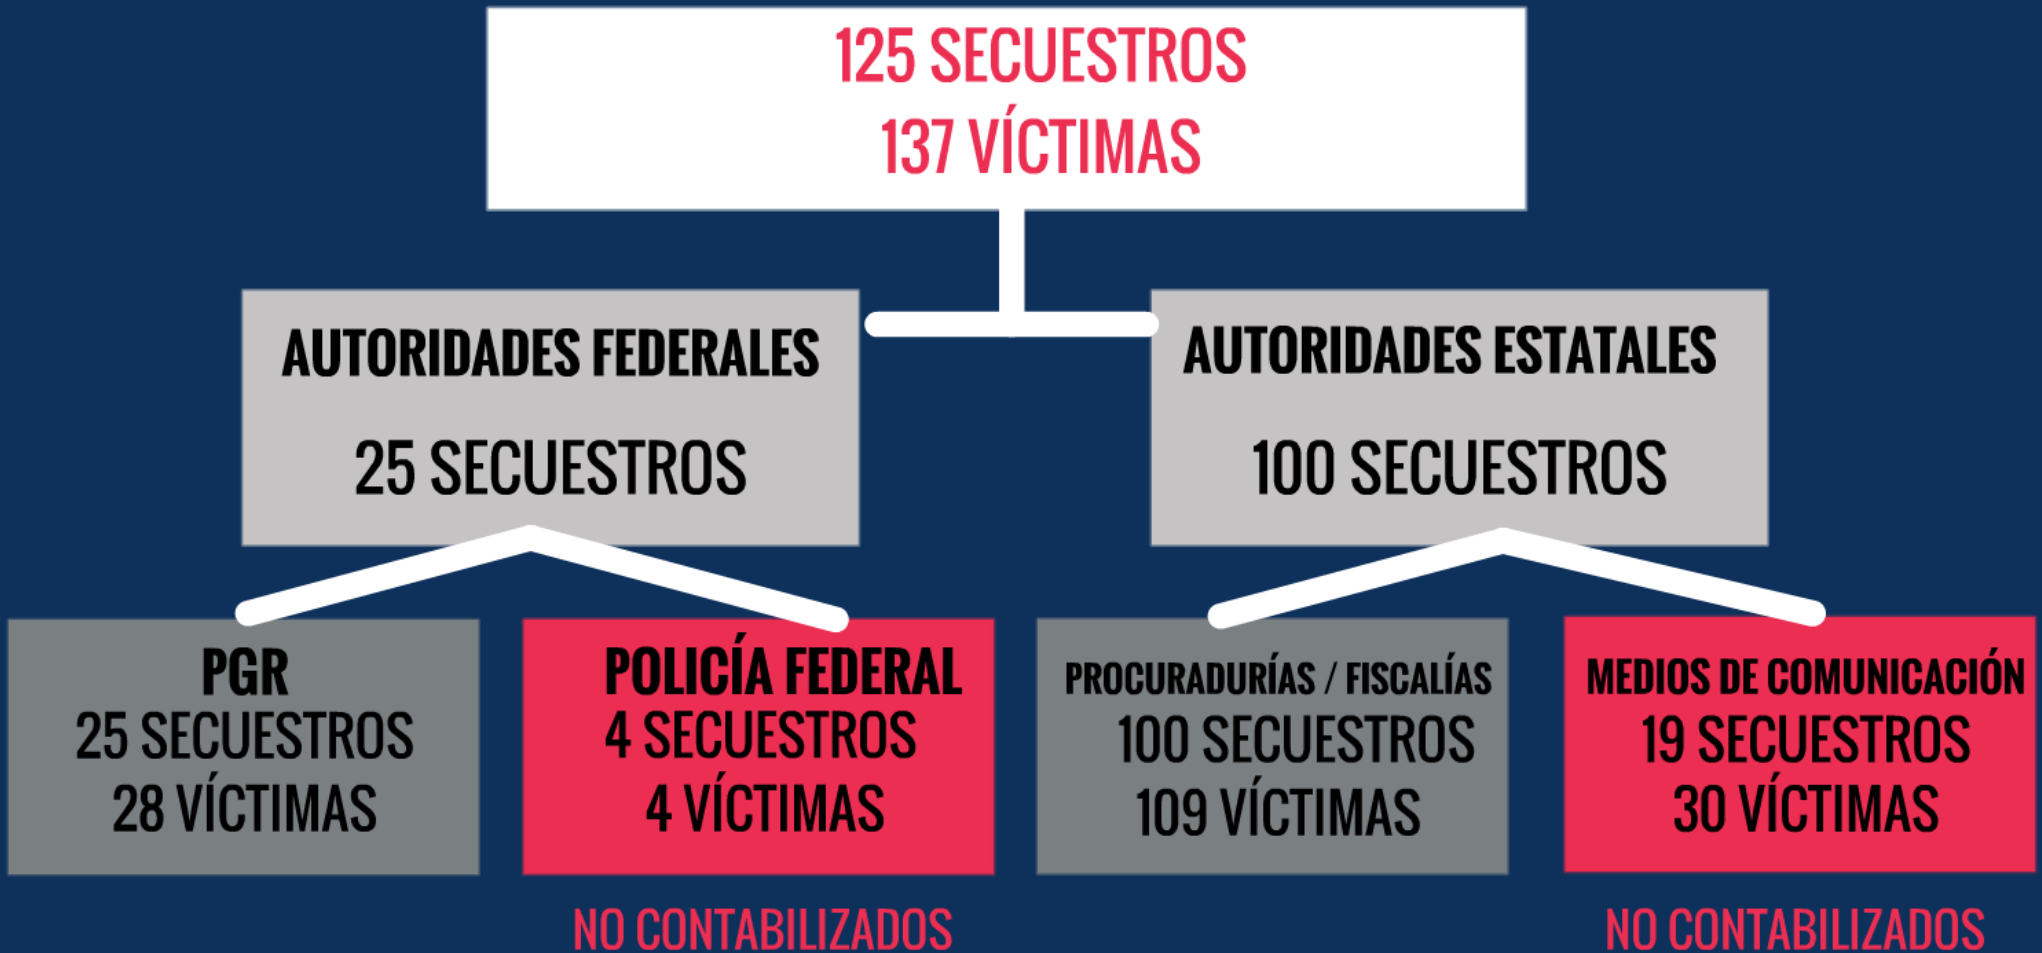 125 SECUESTROS
137 VÍCTIMAS
AUTORIDADES FEDERALES
25 SECUESTROS
AUTORIDADES ESTATALES
100 SECUESTROS
PGR
25 SECUESTROS
28 VÍCTIMAS
POLICÍA FEDERAL
4 SECUESTROS
4 VÍCTIMAS
NO CONTABILIZADOS
PROCURADURÍAS / FISCALÍAS
100 SECUESTROS
109 VÍCTIMAS
MEDIOS DE COMUNICACIÓN
19 SECUESTROS
30 VÍCTIMAS
NO CONTABILIZADOS